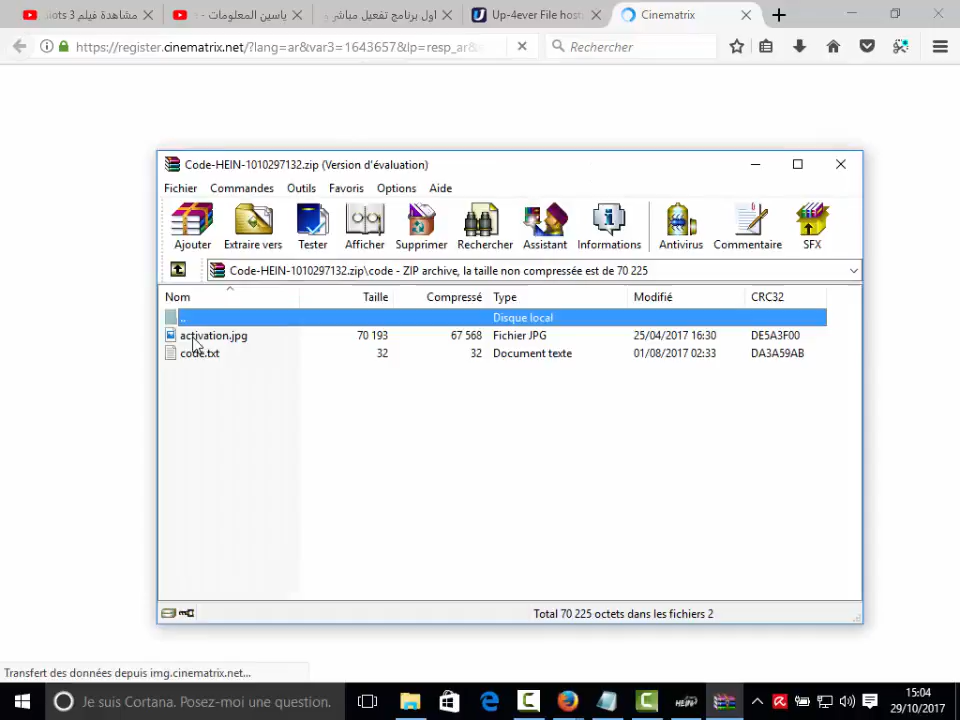 مشاهدة فيلم 3 iots
ياسين المعلومات - ‎
اول برنامج تفعيل مباشر
Up-4ever File host
Cinematrix
https://register.cinematrix.net/?lang=ar&var3=1643657&lp=resp_ar&
Rechercher
Code-HEIN-1010297132.zip (Version d'évaluation)
Fichier Commandes Outils Favoris Options Aide
Ajouter Extraire vers Tester Afficher Supprimer Rechercher Assistant Informations Antivirus Commentaire SFX
Code-HEIN-1010297132.zip\code - ZIP archive, la taille non compressée est de 70 225
Nom Taille Compressé Type Modifié CRC32
.. Disque local
activation.jpg 70 193 67 568 Fichier JPG 25/04/2017 16:30 DE5A3F00
code.txt 32 32 Document texte 01/08/2017 02:33 DA3A59AB
Total 70 225 octets dans les fichiers 2
Transfert des données depuis img.cinematrix.net...
Je suis Cortana. Posez-moi une question.
HEIN
15:04
29/10/2017